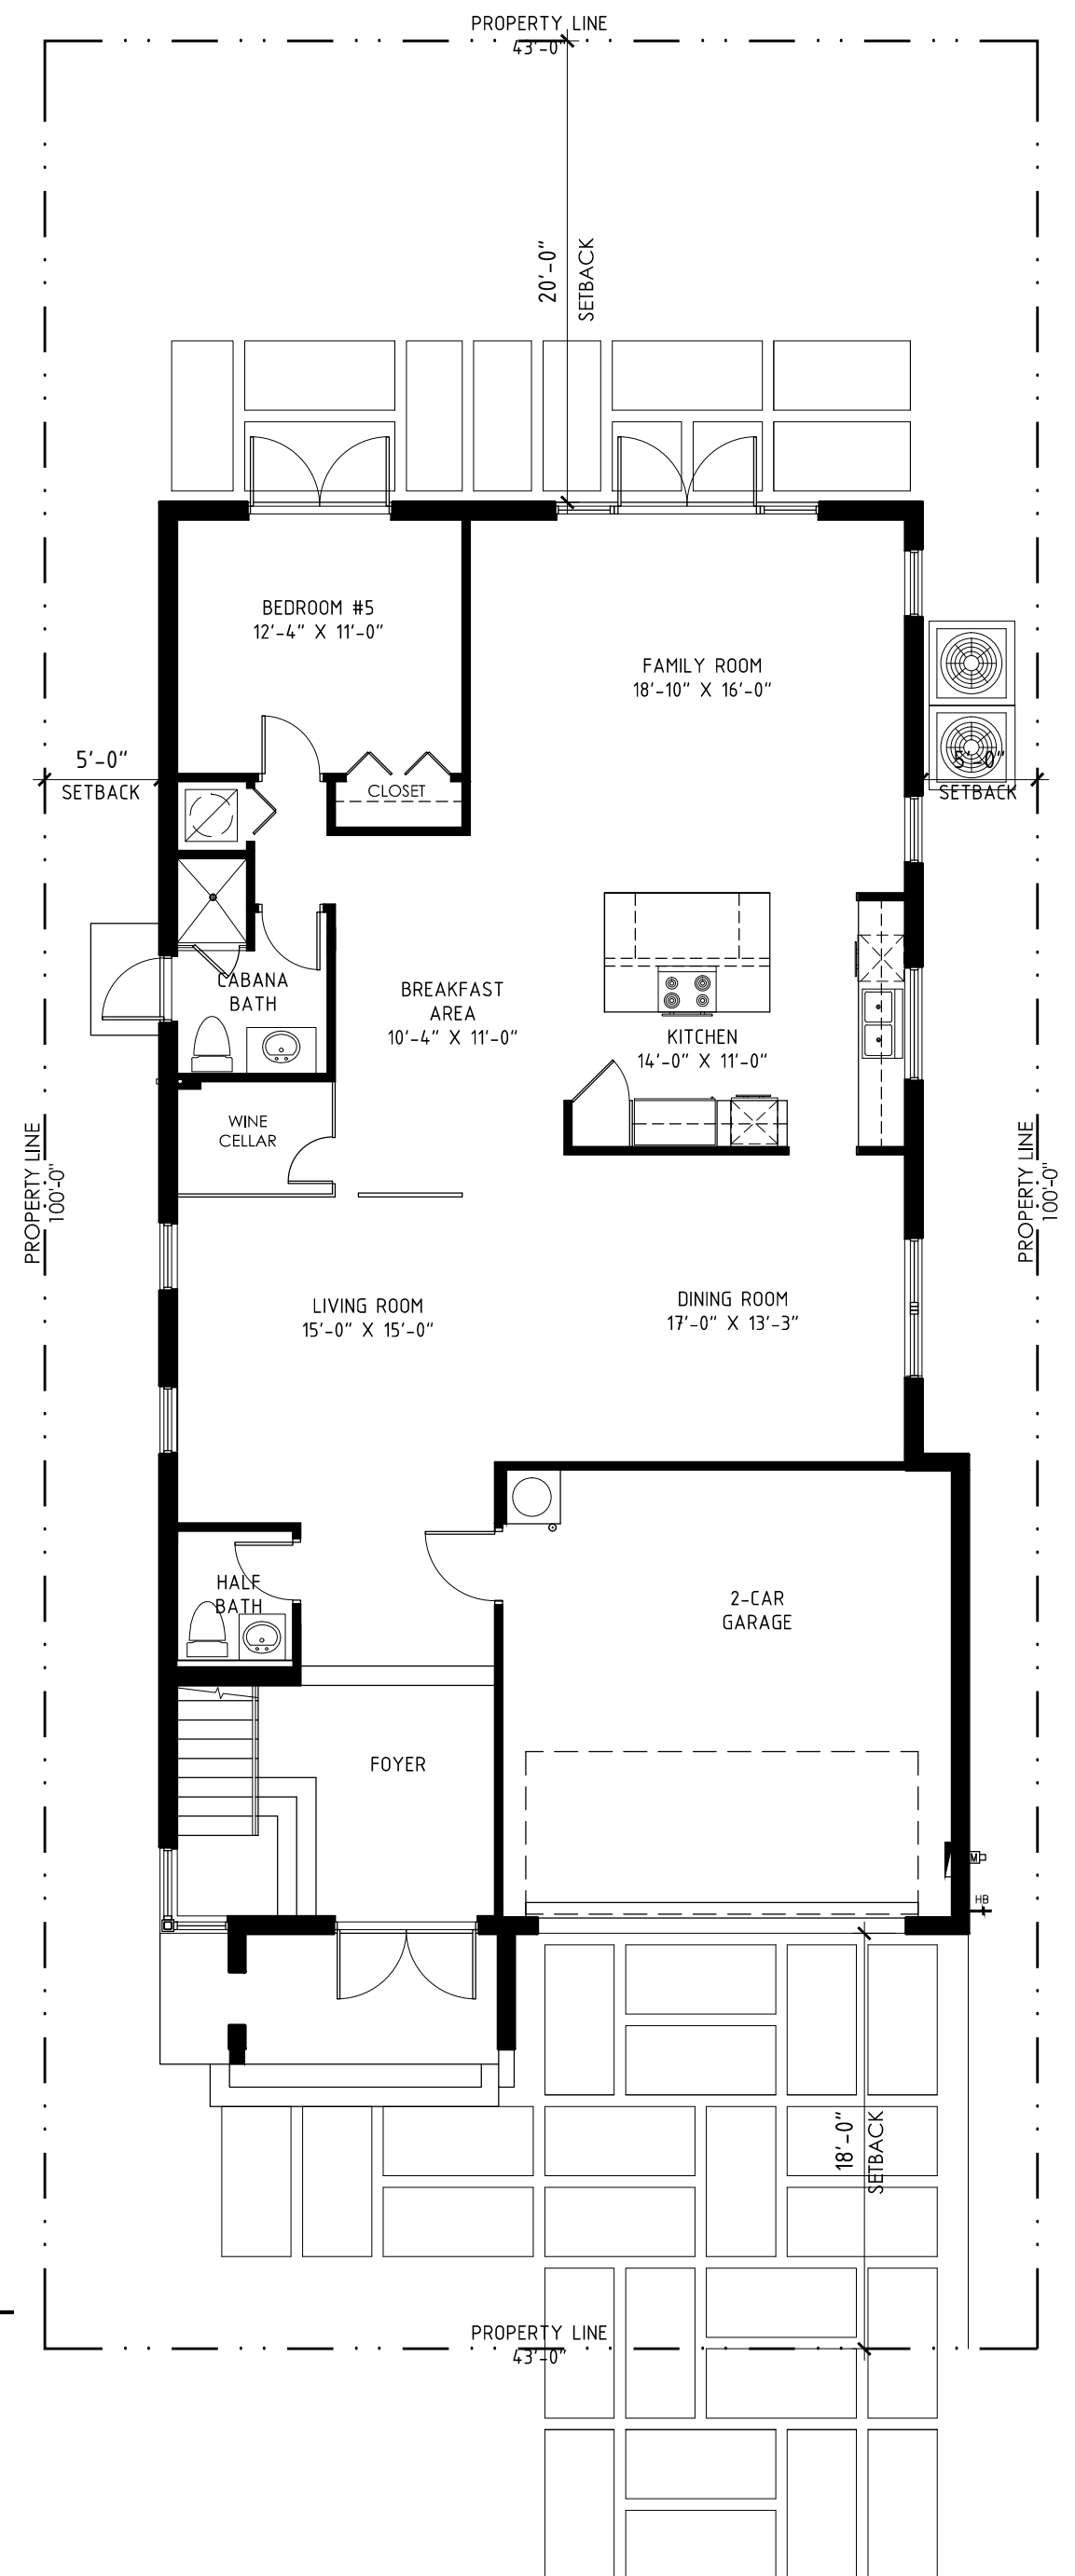 PROPERTY LINE
43'-0"
20'-0"
SETBACK
BEDROOM #5
12'-4" X 11'-0"
FAMILY ROOM
18'-10" X 16'-0"
5'-0"
SETBACK
CLOSET
5'-0"
SETBACK
CABANA
BATH
BREAKFAST
AREA
10'-4" X 11'-0"
KITCHEN
14'-0" X 11'-0"
WINE
CELLAR
PROPERTY LINE
100'-0"
PROPERTY LINE
100'-0"
LIVING ROOM
15'-0" X 15'-0"
DINING ROOM
17'-0" X 13'-3"
HALF
BATH
2-CAR
GARAGE
FOYER
M
HB
18'-0"
SETBACK
PROPERTY LINE
43'-0"